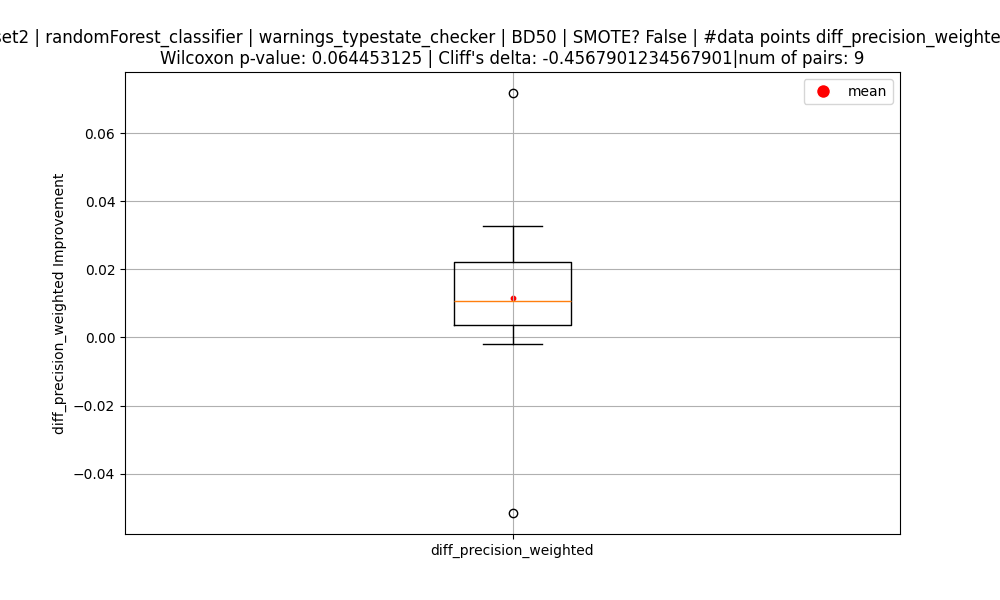 set2 | randomForest_classifier | warnings_typestate_checker | BD50 | SMOTE? False | #data points diff_precision_weighte
Wilcoxon p-value: 0.064453125 | Cliff's delta: -0.4567901234567901|num of pairs: 9
mean
0.06
0.04
0.02
0.00
−0.02
−0.04
diff_precision_weighted Improvement
diff_precision_weighted